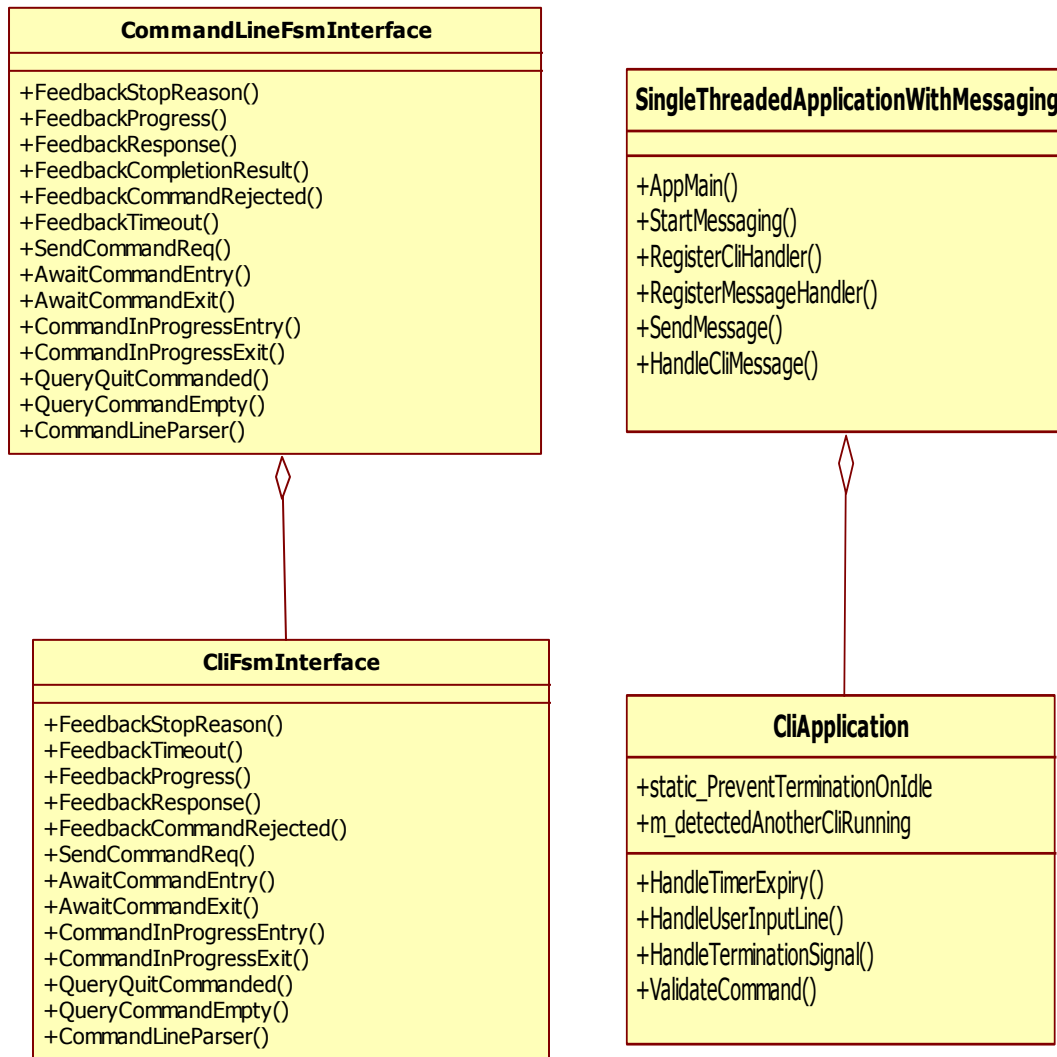 CommandLineFsmInterface
+FeedbackStopReason()
+FeedbackProgress()
+FeedbackResponse()
+FeedbackCompletionResult()
+FeedbackCommandRejected()
+FeedbackTimeout()
+SendCommandReq()
+AwaitCommandEntry()
+AwaitCommandExit()
+CommandInProgressEntry()
+CommandInProgressExit()
+QueryQuitCommanded()
+QueryCommandEmpty()
+CommandLineParser()
SingleThreadedApplicationWithMessaging
+AppMain()
+StartMessaging()
+RegisterCliHandler()
+RegisterMessageHandler()
+SendMessage()
+HandleCliMessage()
CliFsmInterface
+FeedbackStopReason()
+FeedbackTimeout()
+FeedbackProgress()
+FeedbackResponse()
+FeedbackCommandRejected()
+SendCommandReq()
+AwaitCommandEntry()
+AwaitCommandExit()
+CommandInProgressEntry()
+CommandInProgressExit()
+QueryQuitCommanded()
+QueryCommandEmpty()
+CommandLineParser()
CliApplication
+static_PreventTerminationOnIdle
+m_detectedAnotherCliRunning
+HandleTimerExpiry()
+HandleUserInputLine()
+HandleTerminationSignal()
+ValidateCommand()